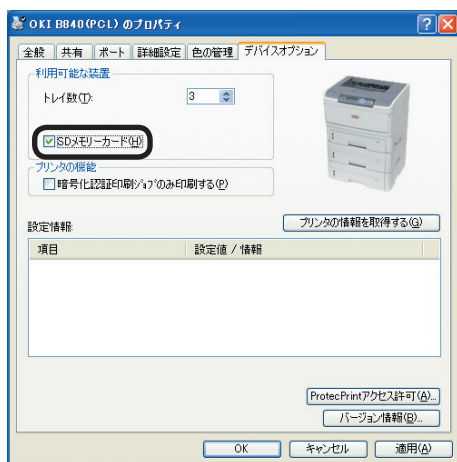 OKI B840(PCL) のプロパティ
全般 共有 ポート 詳細設定 色の管理 デバイスオプション
利用可能な装置
トレイ数(T): 3
SDメモリーカード(H)
プリンタの機能
暗号化認証印刷ｼﾞｮﾌﾞのみ印刷する(P)
設定情報: プリンタの情報を取得する(G)
項目 設定値 / 情報
ProtecPrintアクセス許可(A)...
バージョン情報(B)...
OK キャンセル 適用(A)